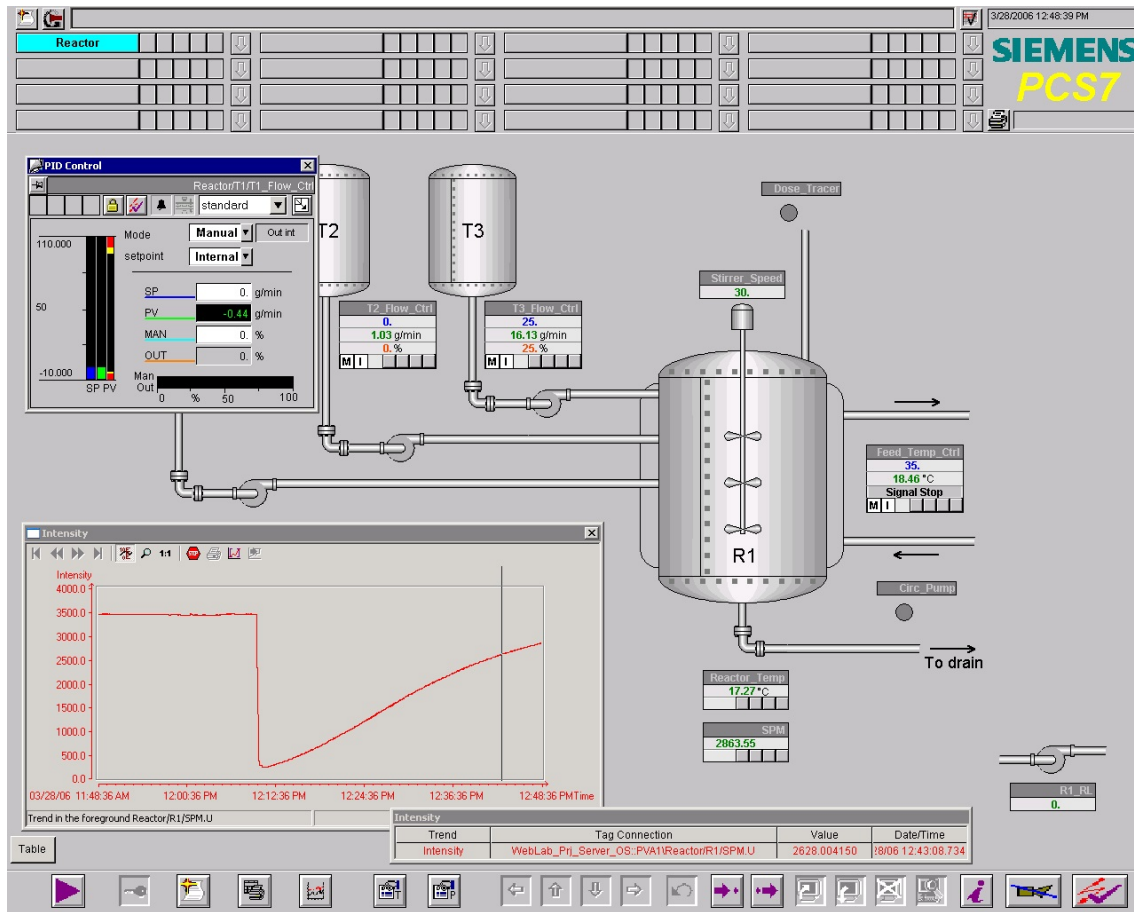 3/28/2006 12:48:39 PM
Reactor
SIEMENS
PCS7
PID Control
Reactor/T1/T1_Flow_Ctrl
standard
Mode
Manual
Out int
setpoint
Internal
110.000
50
-10.000
SP PV
SP
0. g/min
PV
-0.44 g/min
MAN
0. %
OUT
0. %
Man
Out
0 % 50 100
T2
T3
Dose_Tracer
Stirrer_Speed
30.
T2_Flow_Ctrl
0.
1.03 g/min
0. %
M I
T3_Flow_Ctrl
25.
16.13 g/min
25. %
M I
Feed_Temp_Ctrl
35.
18.46 °C
Signal Stop
M I
R1
Circ_Pump
To drain
Reactor_Temp
17.27 °C
SPM
2863.55
R1_RL
0.
Intensity
1:1
STOP
Intensity
4000.0
3500.0
3000.0
2500.0
2000.0
1500.0
1000.0
500.0
0.0
03/28/06 11:48:36 AM 12:00:36 PM 12:12:36 PM 12:24:36 PM 12:36:36 PM 12:48:36 PM Time
Trend in the foreground Reactor/R1/SPM.U
Intensity
Trend Tag Connection Value Date/Time
Intensity WebLab_Prj_Server_OS::PVA1\Reactor/R1/SPM.U 2628.004150 28/06 12:43:08.734
Table